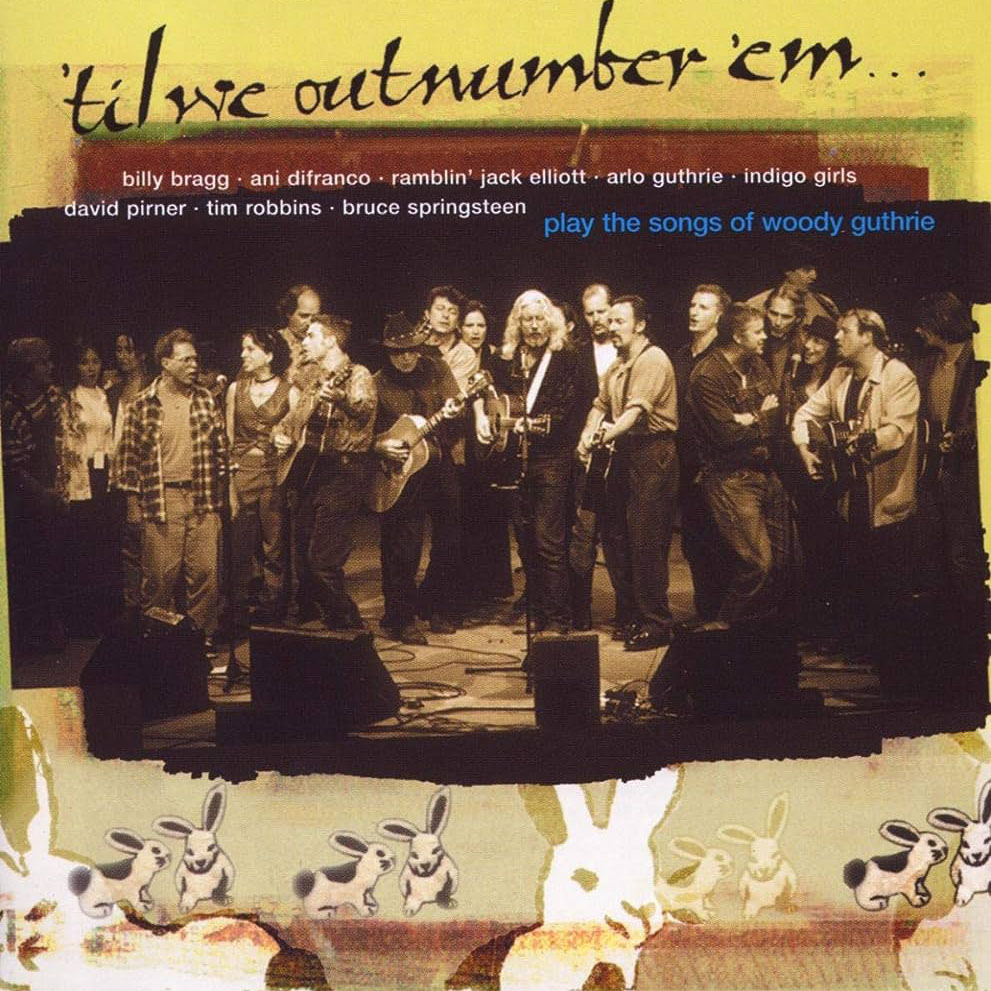 'til we outnumber 'em...
billy bragg · ani difranco · ramblin' jack elliott · arlo guthrie · indigo girls
david pirner · tim robbins · bruce springsteen
play the songs of woody guthrie